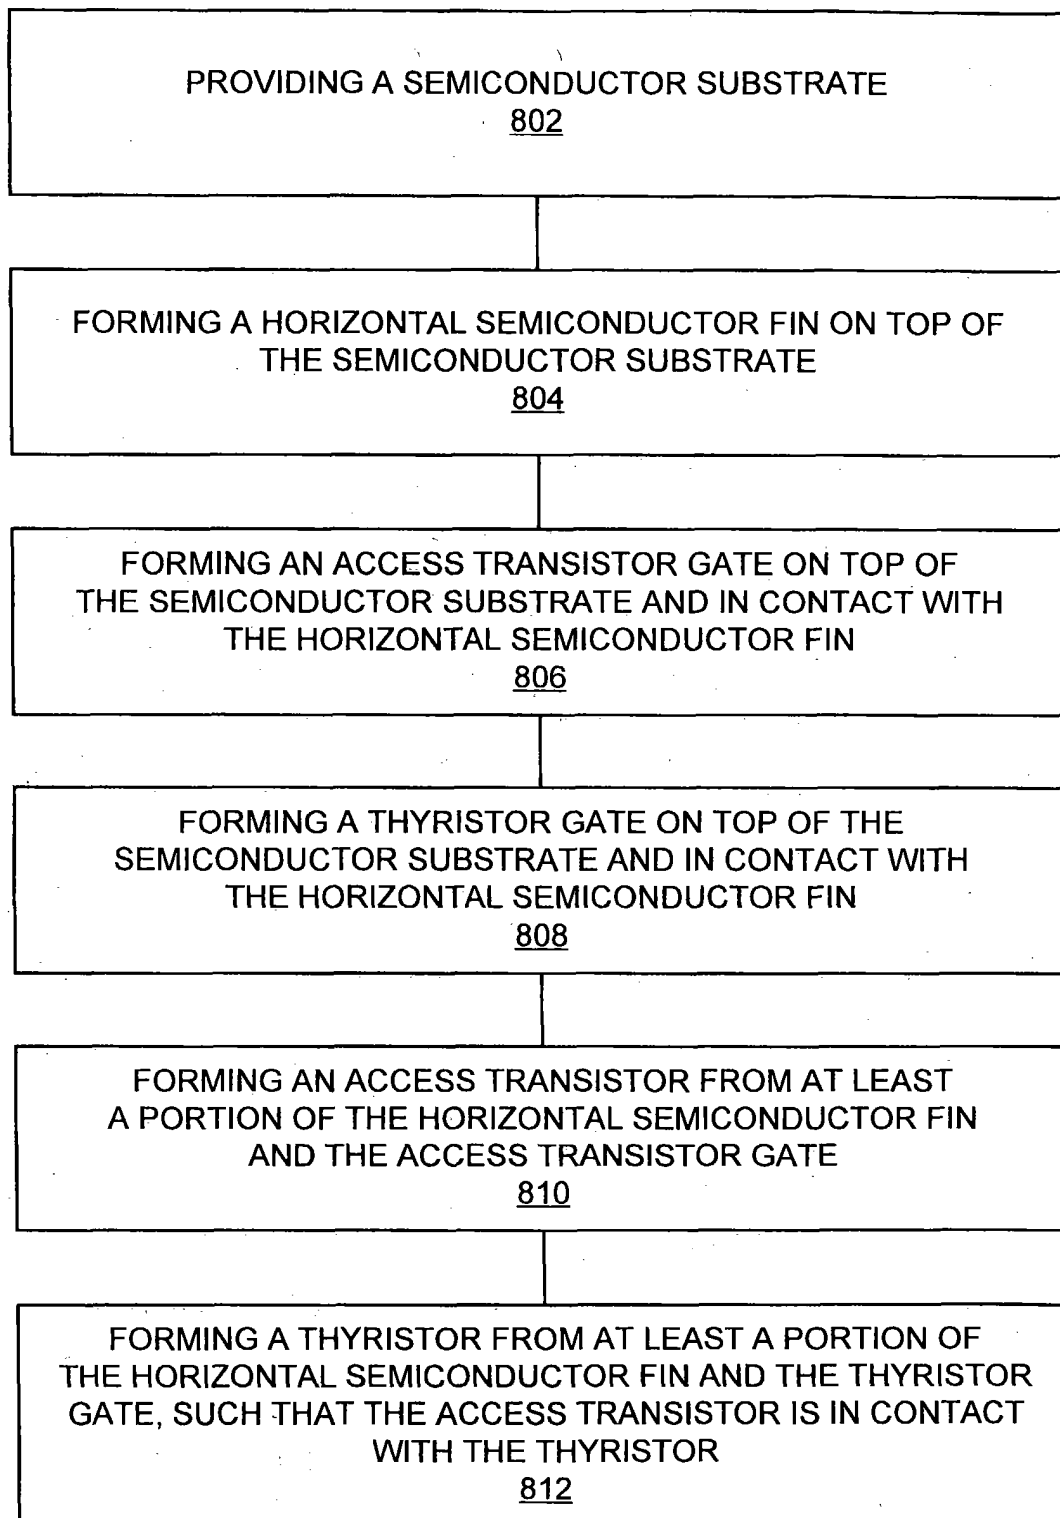 PROVIDING A SEMICONDUCTOR SUBSTRATE
802
FORMING A HORIZONTAL SEMICONDUCTOR FIN ON TOP OF
THE SEMICONDUCTOR SUBSTRATE
804
FORMING AN ACCESS TRANSISTOR GATE ON TOP OF
THE SEMICONDUCTOR SUBSTRATE AND IN CONTACT WITH
THE HORIZONTAL SEMICONDUCTOR FIN
806
FORMING A THYRISTOR GATE ON TOP OF THE
SEMICONDUCTOR SUBSTRATE AND IN CONTACT WITH
THE HORIZONTAL SEMICONDUCTOR FIN
808
FORMING AN ACCESS TRANSISTOR FROM AT LEAST
A PORTION OF THE HORIZONTAL SEMICONDUCTOR FIN
AND THE ACCESS TRANSISTOR GATE
810
FORMING A THYRISTOR FROM AT LEAST A PORTION OF
THE HORIZONTAL SEMICONDUCTOR FIN AND THE THYRISTOR
GATE, SUCH THAT THE ACCESS TRANSISTOR IS IN CONTACT
WITH THE THYRISTOR
812